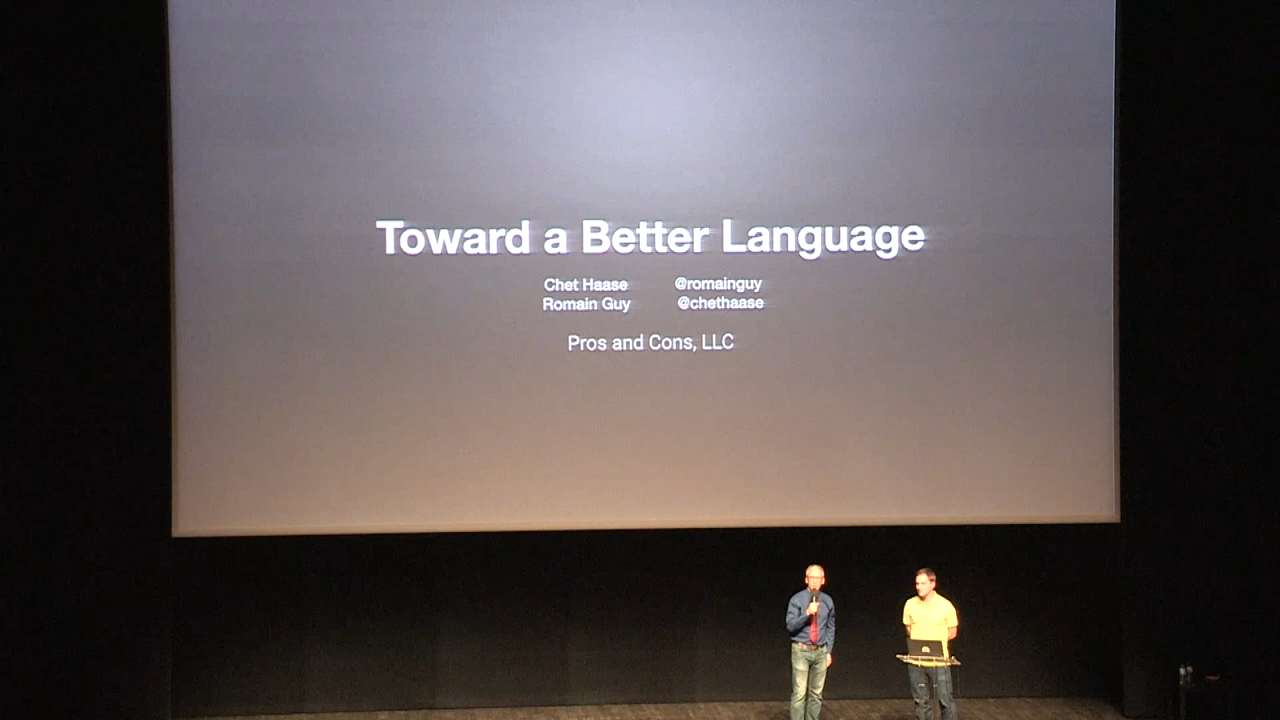 Toward a Better Language
Chet Haase @romainguy
Romain Guy @chethaase
Pros and Cons, LLC